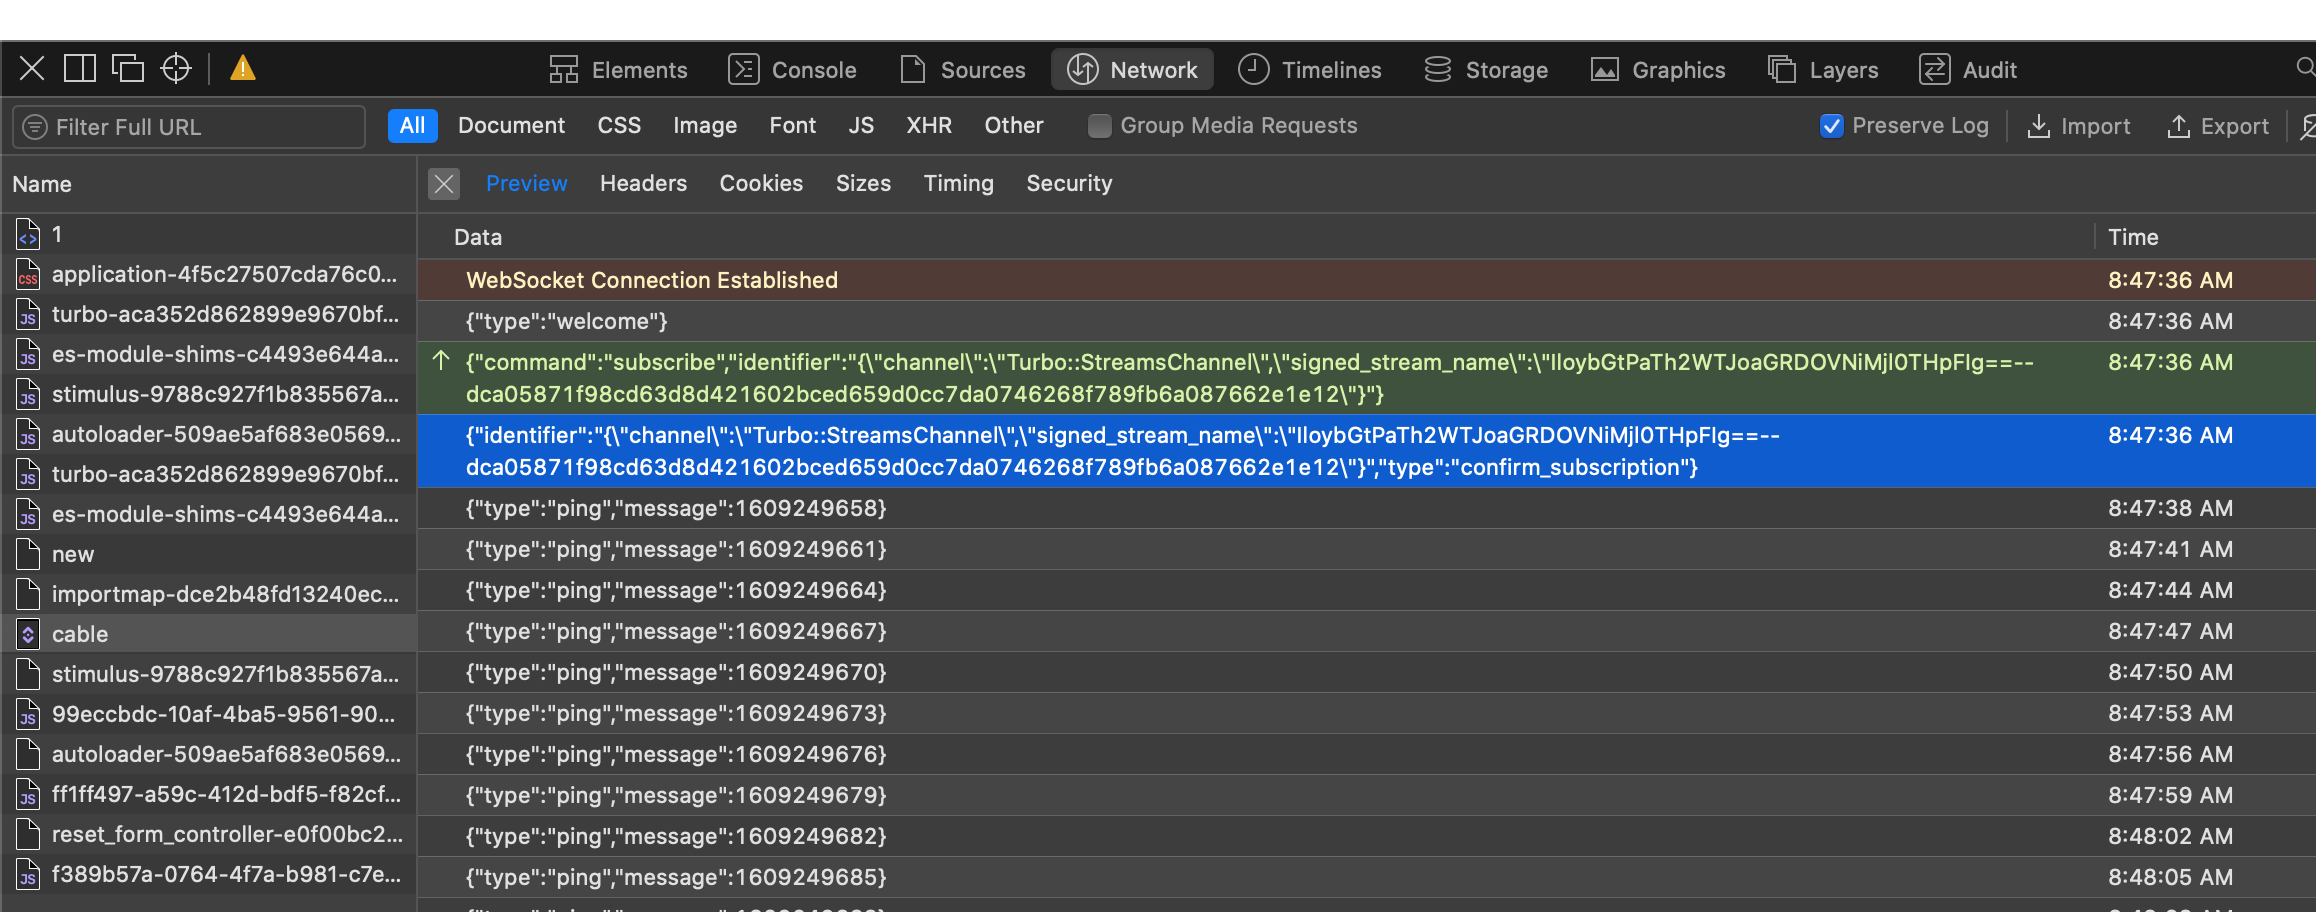 Elements Console Sources Network Timelines Storage Graphics Layers Audit
Filter Full URL All Document CSS Image Font JS XHR Other Group Media Requests Preserve Log Import Export
Name
1
application-4f5c27507cda76c0...
turbo-aca352d862899e9670bf...
es-module-shims-c4493e644a...
stimulus-9788c927f1b835567a...
autoloader-509ae5af683e0569...
turbo-aca352d862899e9670bf...
es-module-shims-c4493e644a...
new
importmap-dce2b48fd13240ec...
cable
stimulus-9788c927f1b835567a...
99eccbdc-10af-4ba5-9561-90...
autoloader-509ae5af683e0569...
ff1ff497-a59c-412d-bdf5-f82cf...
reset_form_controller-e0f00bc2...
f389b57a-0764-4f7a-b981-c7e...
Preview Headers Cookies Sizes Timing Security
Data Time
WebSocket Connection Established 8:47:36 AM
{"type":"welcome"} 8:47:36 AM
{"command":"subscribe","identifier":"{\"channel\":\"Turbo::StreamsChannel\",\"signed_stream_name\":\"IloybGtPaTh2WTJoaGRDOVNiMjl0THpFIg==-- 8:47:36 AM
dca05871f98cd63d8d421602bced659d0cc7da0746268f789fb6a087662e1e12\"}"}
{"identifier":"{\"channel\":\"Turbo::StreamsChannel\",\"signed_stream_name\":\"IloybGtPaTh2WTJoaGRDOVNiMjl0THpFIg==-- 8:47:36 AM
dca05871f98cd63d8d421602bced659d0cc7da0746268f789fb6a087662e1e12\"}","type":"confirm_subscription"}
{"type":"ping","message":1609249658} 8:47:38 AM
{"type":"ping","message":1609249661} 8:47:41 AM
{"type":"ping","message":1609249664} 8:47:44 AM
{"type":"ping","message":1609249667} 8:47:47 AM
{"type":"ping","message":1609249670} 8:47:50 AM
{"type":"ping","message":1609249673} 8:47:53 AM
{"type":"ping","message":1609249676} 8:47:56 AM
{"type":"ping","message":1609249679} 8:47:59 AM
{"type":"ping","message":1609249682} 8:48:02 AM
{"type":"ping","message":1609249685} 8:48:05 AM